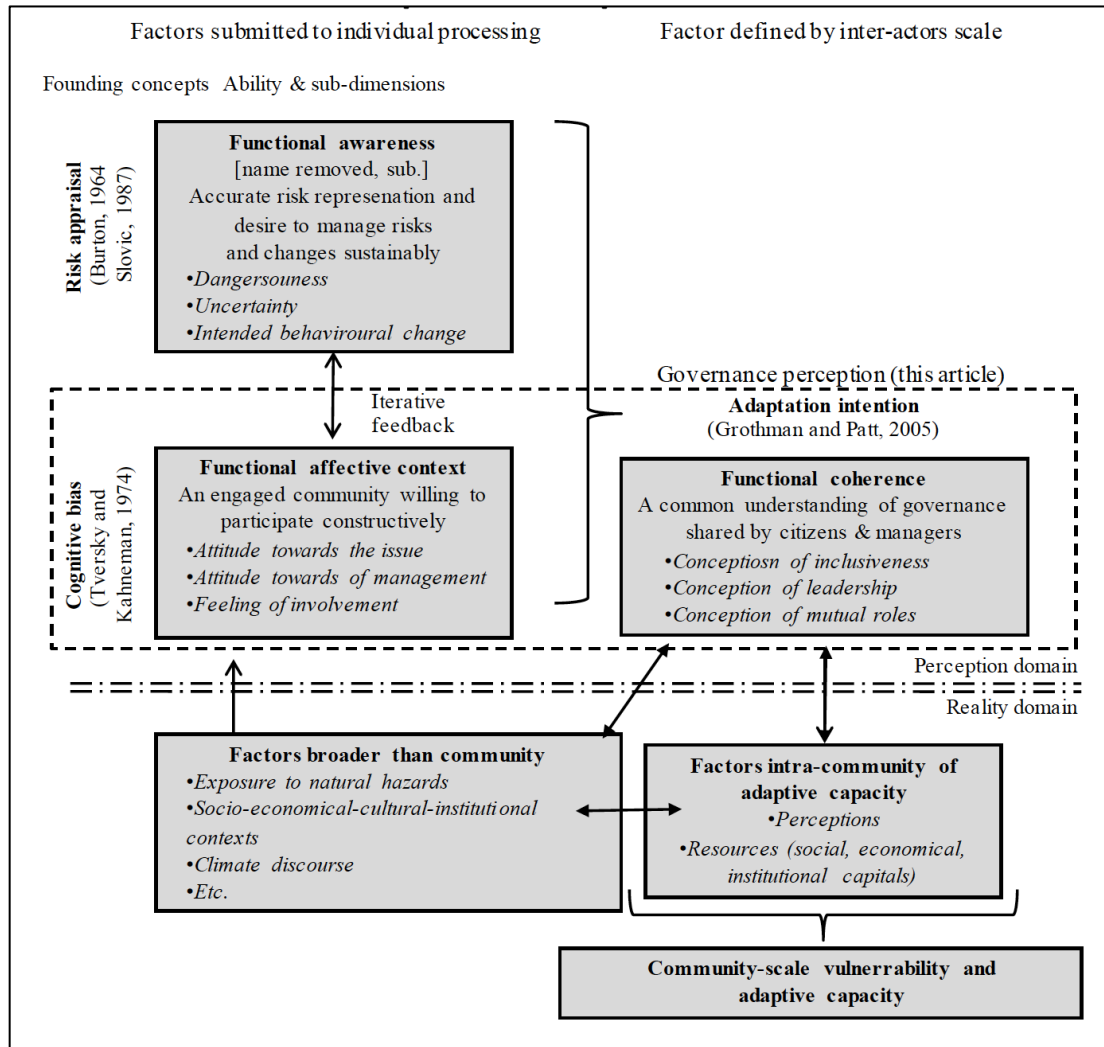 Factors submitted to individual processing
Factor defined by inter-actors scale
Founding concepts Ability & sub-dimensions
Risk appraisal
(Burton, 1964
Slovic, 1987)
Functional awareness
[name removed, sub.]
Accurate risk represenation and
desire to manage risks
and changes sustainably
•Dangersouness
•Uncertainty
•Intended behaviroural change
Iterative
feedback
Governance perception (this article)
Adaptation intention
(Grothman and Patt, 2005)
Cognitive bias
(Tversky and
Kahneman, 1974)
Functional affective context
An engaged community willing to
participate constructively
•Attitude towards the issue
•Attitude towards of management
•Feeling of involvement
Functional coherence
A common understanding of governance
shared by citizens & managers
•Conceptiosn of inclusiveness
•Conception of leadership
•Conception of mutual roles
Perception domain
Reality domain
Factors broader than community
•Exposure to natural hazards
•Socio-economical-cultural-institutional
contexts
•Climate discourse
•Etc.
Factors intra-community of
adaptive capacity
•Perceptions
•Resources (social, economical,
institutional capitals)
Community-scale vulnerrability and
adaptive capacity